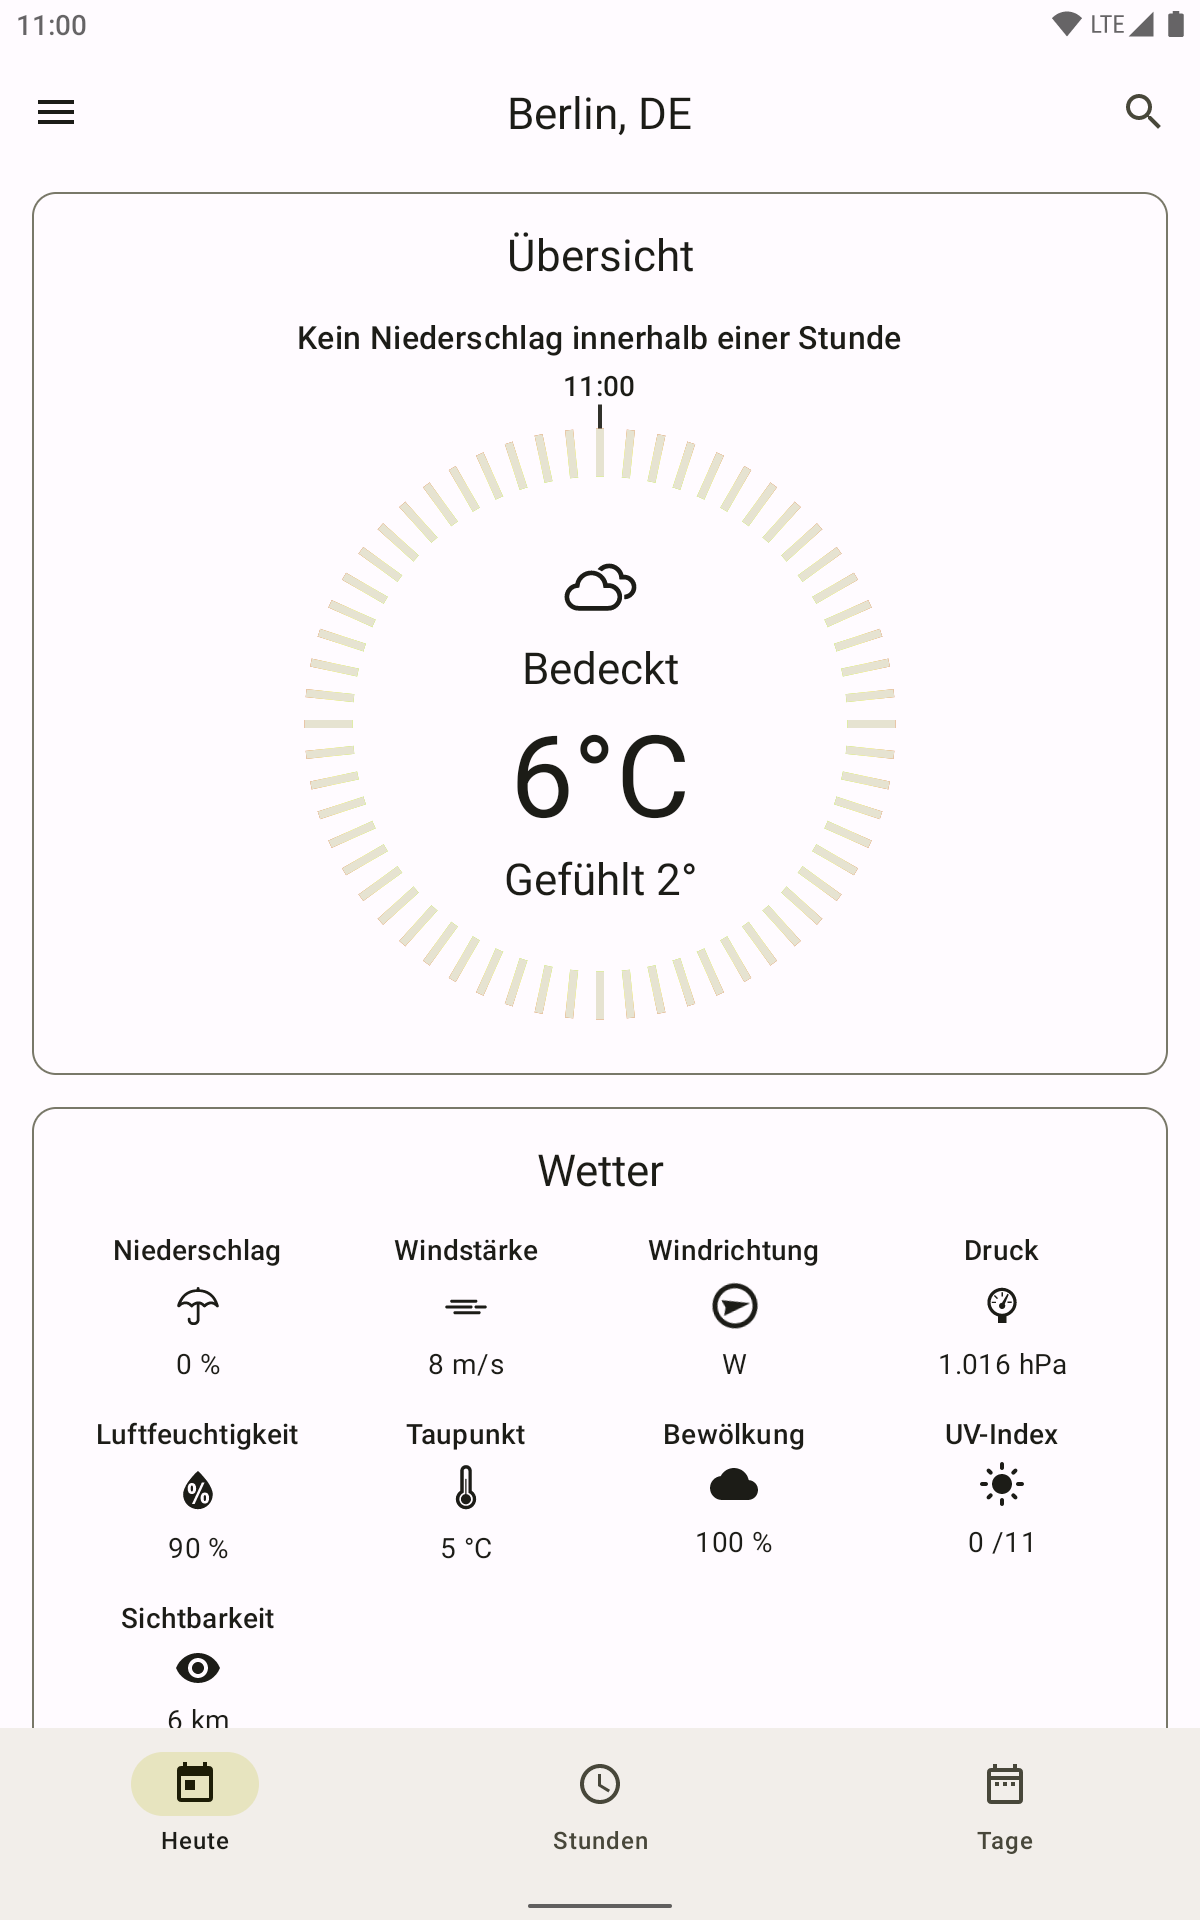 11:00 LTE
Berlin, DE
Übersicht
Kein Niederschlag innerhalb einer Stunde
11:00
Bedeckt
6°C
Gefühlt 2°
Wetter
Niederschlag Windstärke Windrichtung Druck
0 % 8 m/s W 1.016 hPa
Luftfeuchtigkeit Taupunkt Bewölkung UV-Index
%
90 % 5 °C 100 % 0 /11
Sichtbarkeit
6 km
Heute Stunden Tage